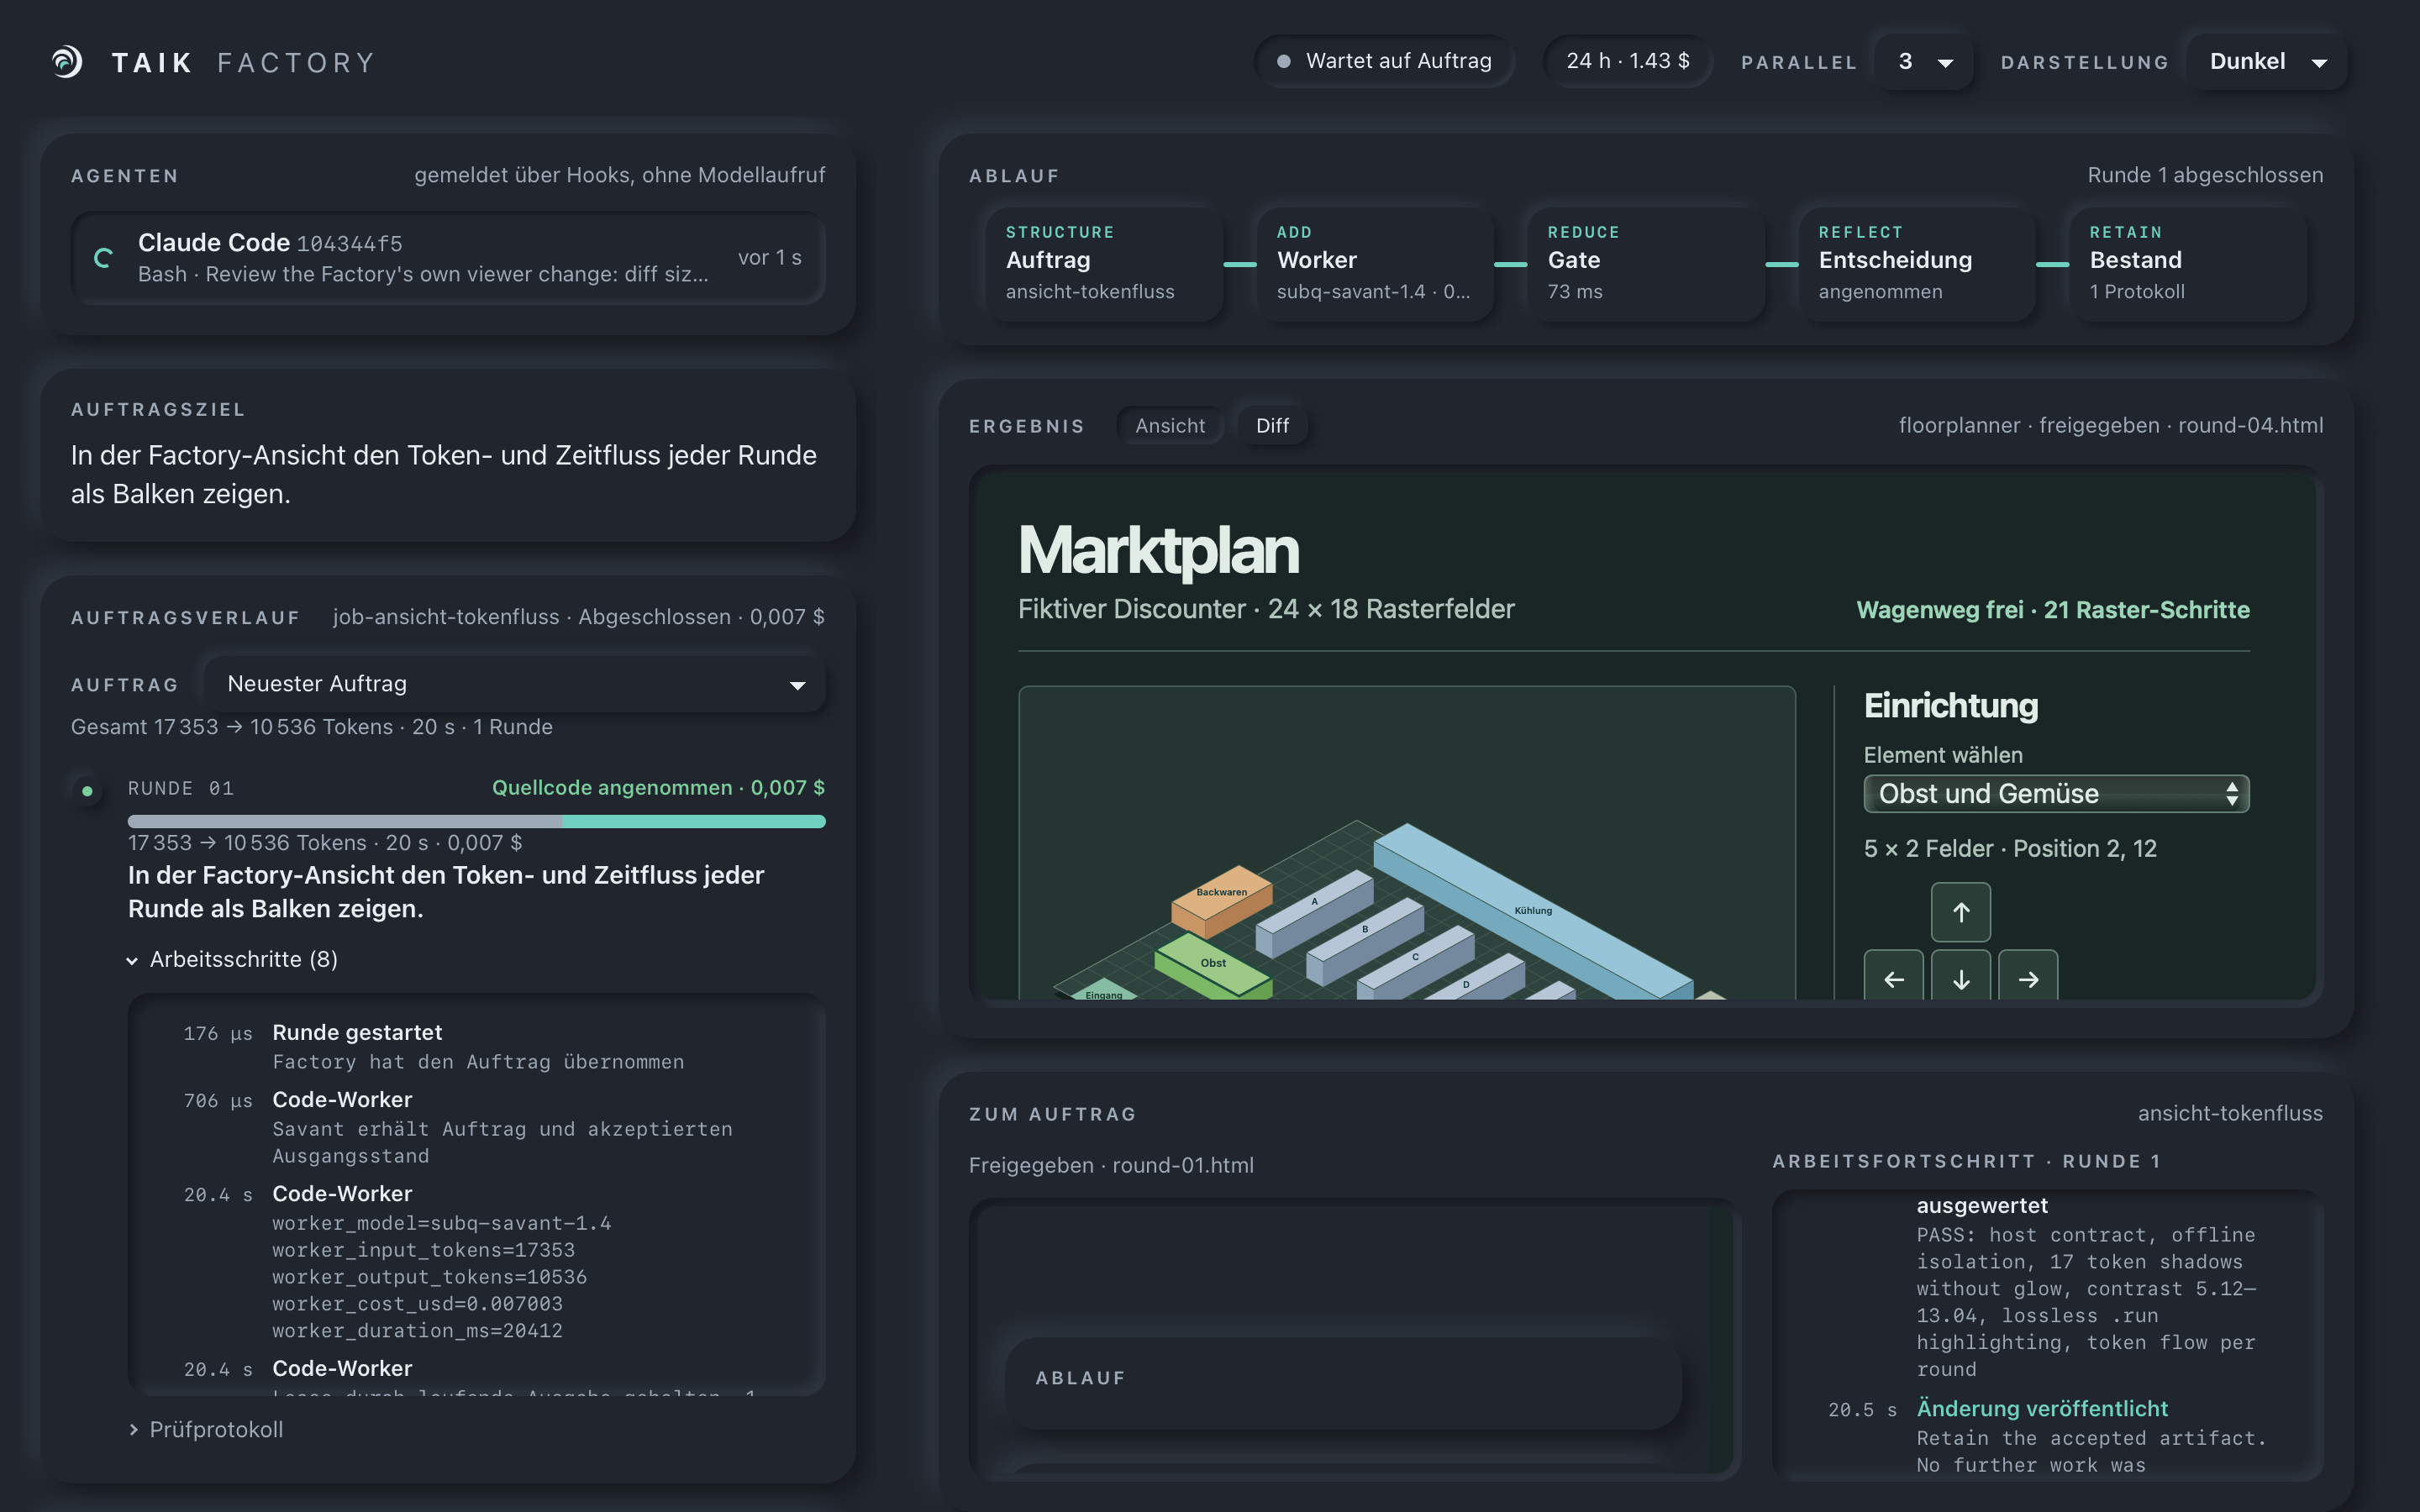 TAIK FACTORY
Wartet auf Auftrag
24 h · 1.43 $
PARALLEL
3
DARSTELLUNG
Dunkel
AGENTEN
gemeldet über Hooks, ohne Modellaufruf
Claude Code 104344f5
Bash · Review the Factory's own viewer change: diff siz…
vor 1 s
AUFTRAGSZIEL
In der Factory-Ansicht den Token- und Zeitfluss jeder Runde
als Balken zeigen.
AUFTRAGSVERLAUF
job-ansicht-tokenfluss · Abgeschlossen · 0,007 $
AUFTRAG
Neuester Auftrag
Gesamt 17 353 → 10 536 Tokens · 20 s · 1 Runde
RUNDE 01
Quellcode angenommen · 0,007 $
17 353 → 10 536 Tokens · 20 s · 0,007 $
In der Factory-Ansicht den Token- und Zeitfluss jeder
Runde als Balken zeigen.
Arbeitsschritte (8)
176 µs Runde gestartet
Factory hat den Auftrag übernommen
706 µs Code-Worker
Savant erhält Auftrag und akzeptierten
Ausgangsstand
20.4 s Code-Worker
worker_model=subq-savant-1.4
worker_input_tokens=17353
worker_output_tokens=10536
worker_cost_usd=0.007003
worker_duration_ms=20412
20.4 s Code-Worker
Prüfprotokoll
ABLAUF
Runde 1 abgeschlossen
STRUCTURE
Auftrag
ansicht-tokenfluss
ADD
Worker
subq-savant-1.4 · 0…
REDUCE
Gate
73 ms
REFLECT
Entscheidung
angenommen
RETAIN
Bestand
1 Protokoll
ERGEBNIS
Ansicht
Diff
floorplanner · freigegeben · round-04.html
Marktplan
Fiktiver Discounter · 24 × 18 Rasterfelder
Wagenweg frei · 21 Raster-Schritte
Backwaren
A
B
C
D
Kühlung
Obst
Eingang
Einrichtung
Element wählen
Obst und Gemüse
5 × 2 Felder · Position 2, 12
↑
← ↓ →
ZUM AUFTRAG
ansicht-tokenfluss
Freigegeben · round-01.html
ABLAUF
ARBEITSFORTSCHRITT · RUNDE 1
ausgewertet
PASS: host contract, offline
isolation, 17 token shadows
without glow, contrast 5.12–
13.04, lossless .run
highlighting, token flow per
round
20.5 s Änderung veröffentlicht
Retain the accepted artifact.
No further work was